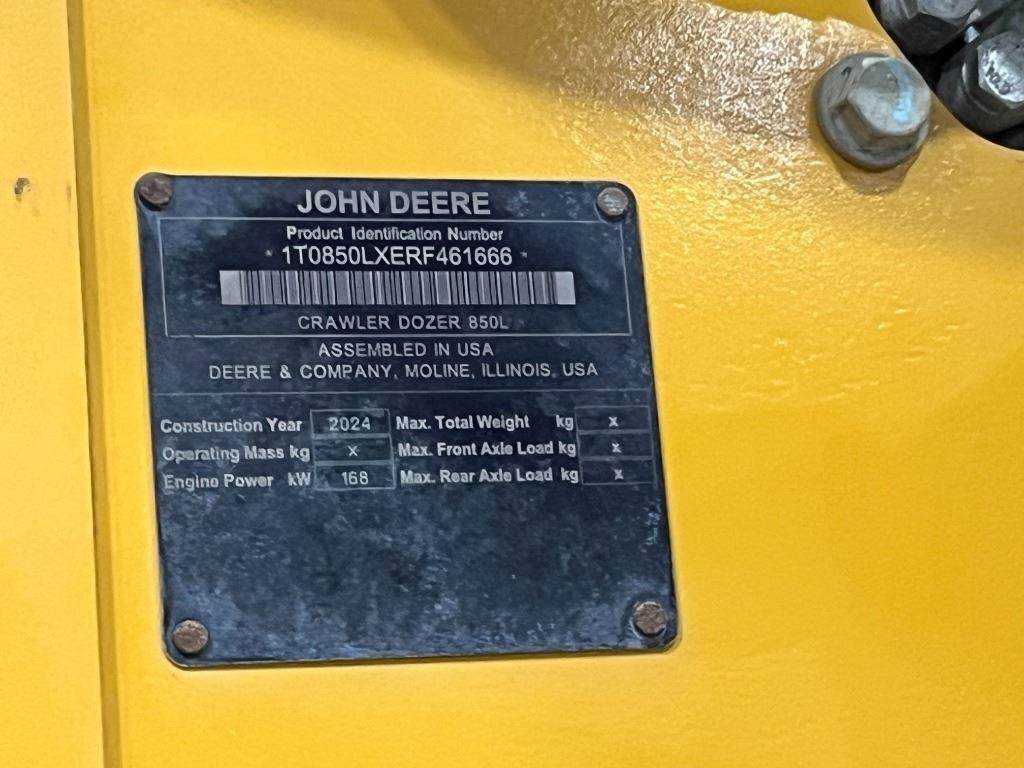 JOHN DEERE
Product Identification Number
* 1T0850LXERF461666 *
CRAWLER DOZER 850L
ASSEMBLED IN USA
DEERE & COMPANY, MOLINE, ILLINOIS, USA
Construction Year 2024 Max. Total Weight kg x
Operating Mass kg x Max. Front Axle Load kg x
Engine Power kW 168 Max. Rear Axle Load kg x